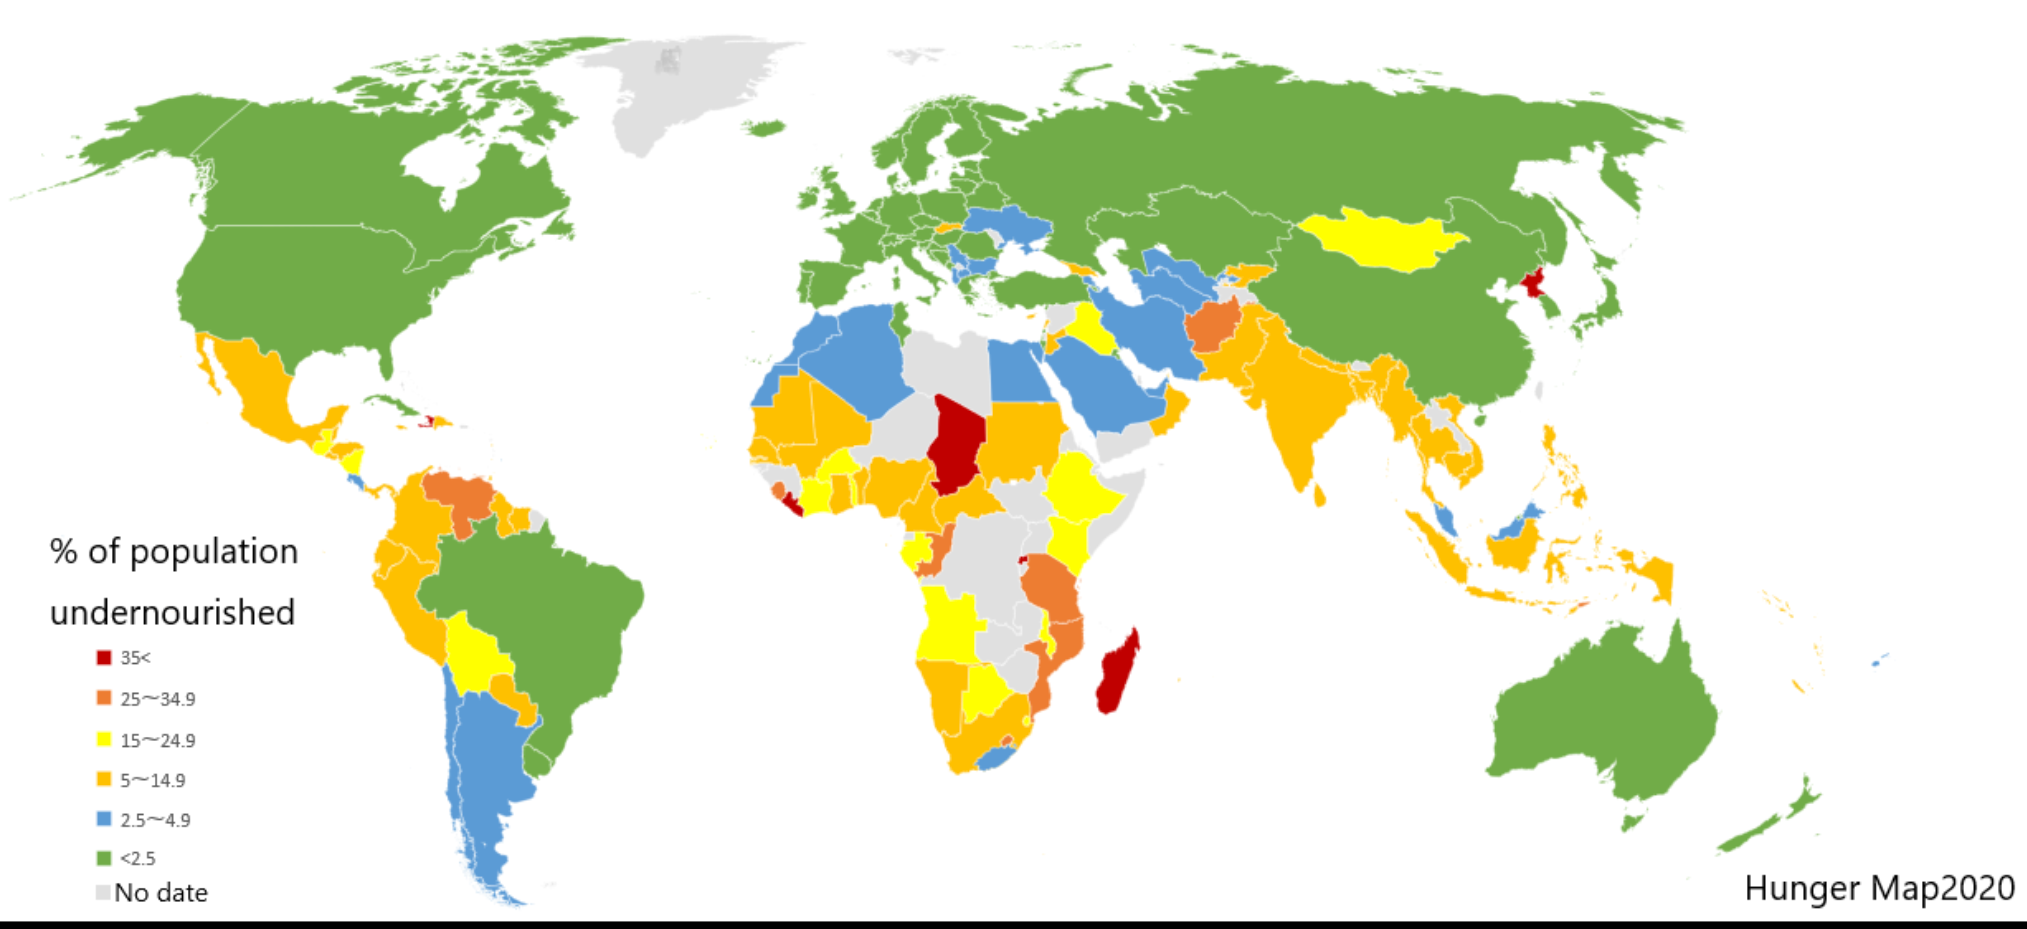 % of population
undernourished
35<
25～34.9
15～24.9
5～14.9
2.5～4.9
<2.5
No date
Hunger Map2020